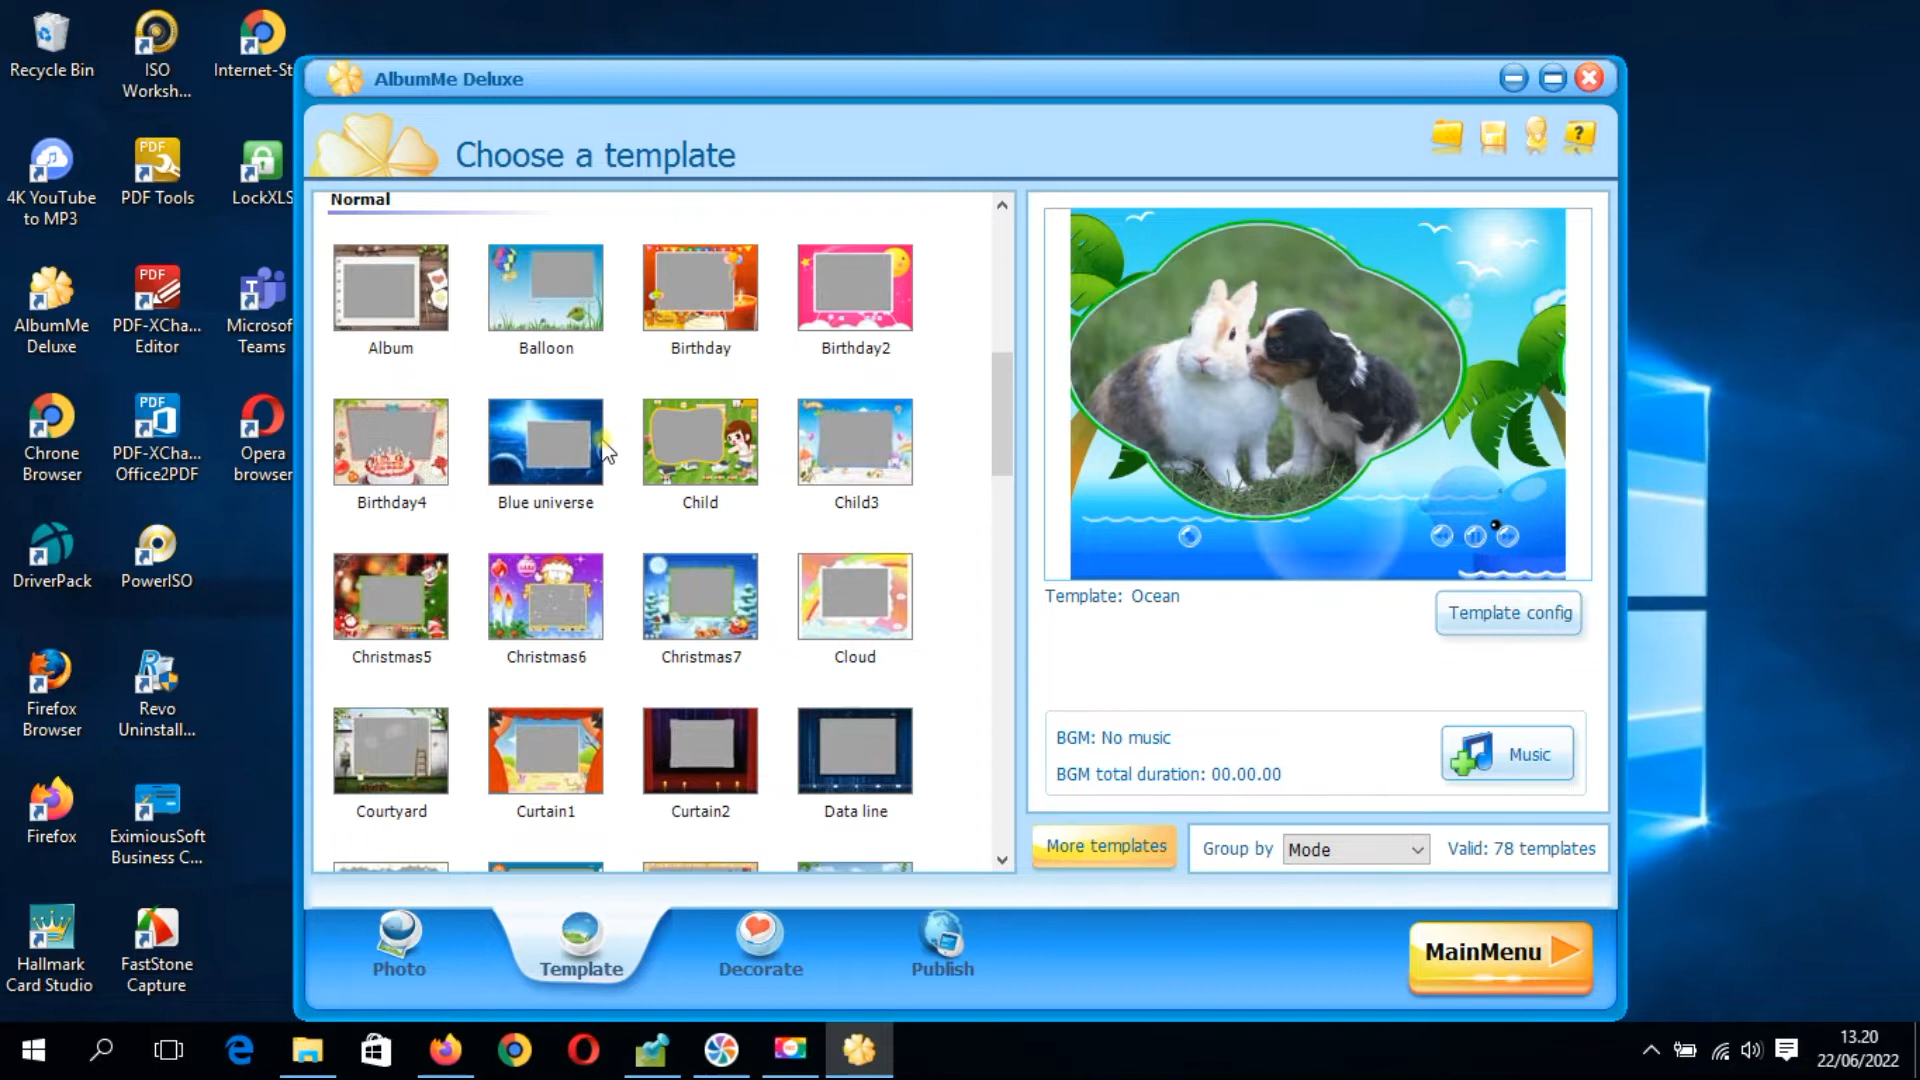 Recycle Bin
ISO
Worksh...
Internet-St
4K YouTube
to MP3
PDF
PDF Tools
LockXLS
AlbumMe
Deluxe
PDF
PDF-XCha...
Editor
Microsof
Teams
Chrone
Browser
PDF
PDF-XCha...
Office2PDF
Opera
browser
DriverPack
PowerISO
Firefox
Browser
Revo
Uninstall...
Firefox
EximiousSoft
Business C...
Hallmark
Card Studio
FastStone
Capture
AlbumMe Deluxe
Choose a template
?
Normal
Album
Balloon
Birthday
Birthday2
Birthday4
Blue universe
Child
Child3
Christmas5
Christmas6
Christmas7
Cloud
Courtyard
Curtain1
Curtain2
Data line
Template: Ocean
Template config
BGM: No music
BGM total duration: 00.00.00
Music
More templates
Group by
Mode
Valid: 78 templates
Photo
Template
Decorate
Publish
MainMenu
13.20
22/06/2022